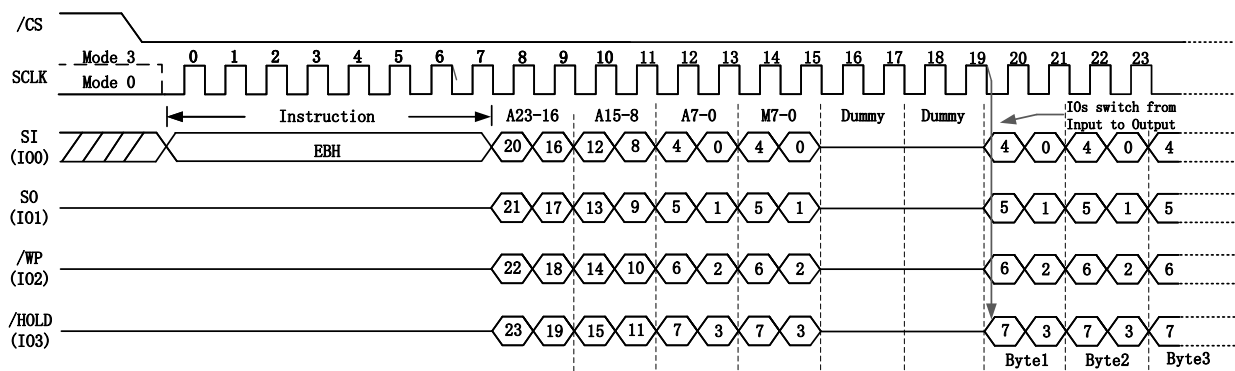 /CS
Mode 3 0 1 2 3 4 5 6 7 8 9 10 11 12 13 14 15 16 17 18 19 20 21 22 23
SCLK
Mode 0
Instruction A23-16 A15-8 A7-0 M7-0 Dummy Dummy IOs switch from
Input to Output
SI
(IO0) EBH 20 16 12 8 4 0 4 0 4 0 4 0 4
SO
(IO1) 21 17 13 9 5 1 5 1 5 1 5 1 5
/WP
(IO2) 22 18 14 10 6 2 6 2 6 2 6 2 6
/HOLD
(IO3) 23 19 15 11 7 3 7 3 7 3 7 3 7
Byte1 Byte2 Byte3